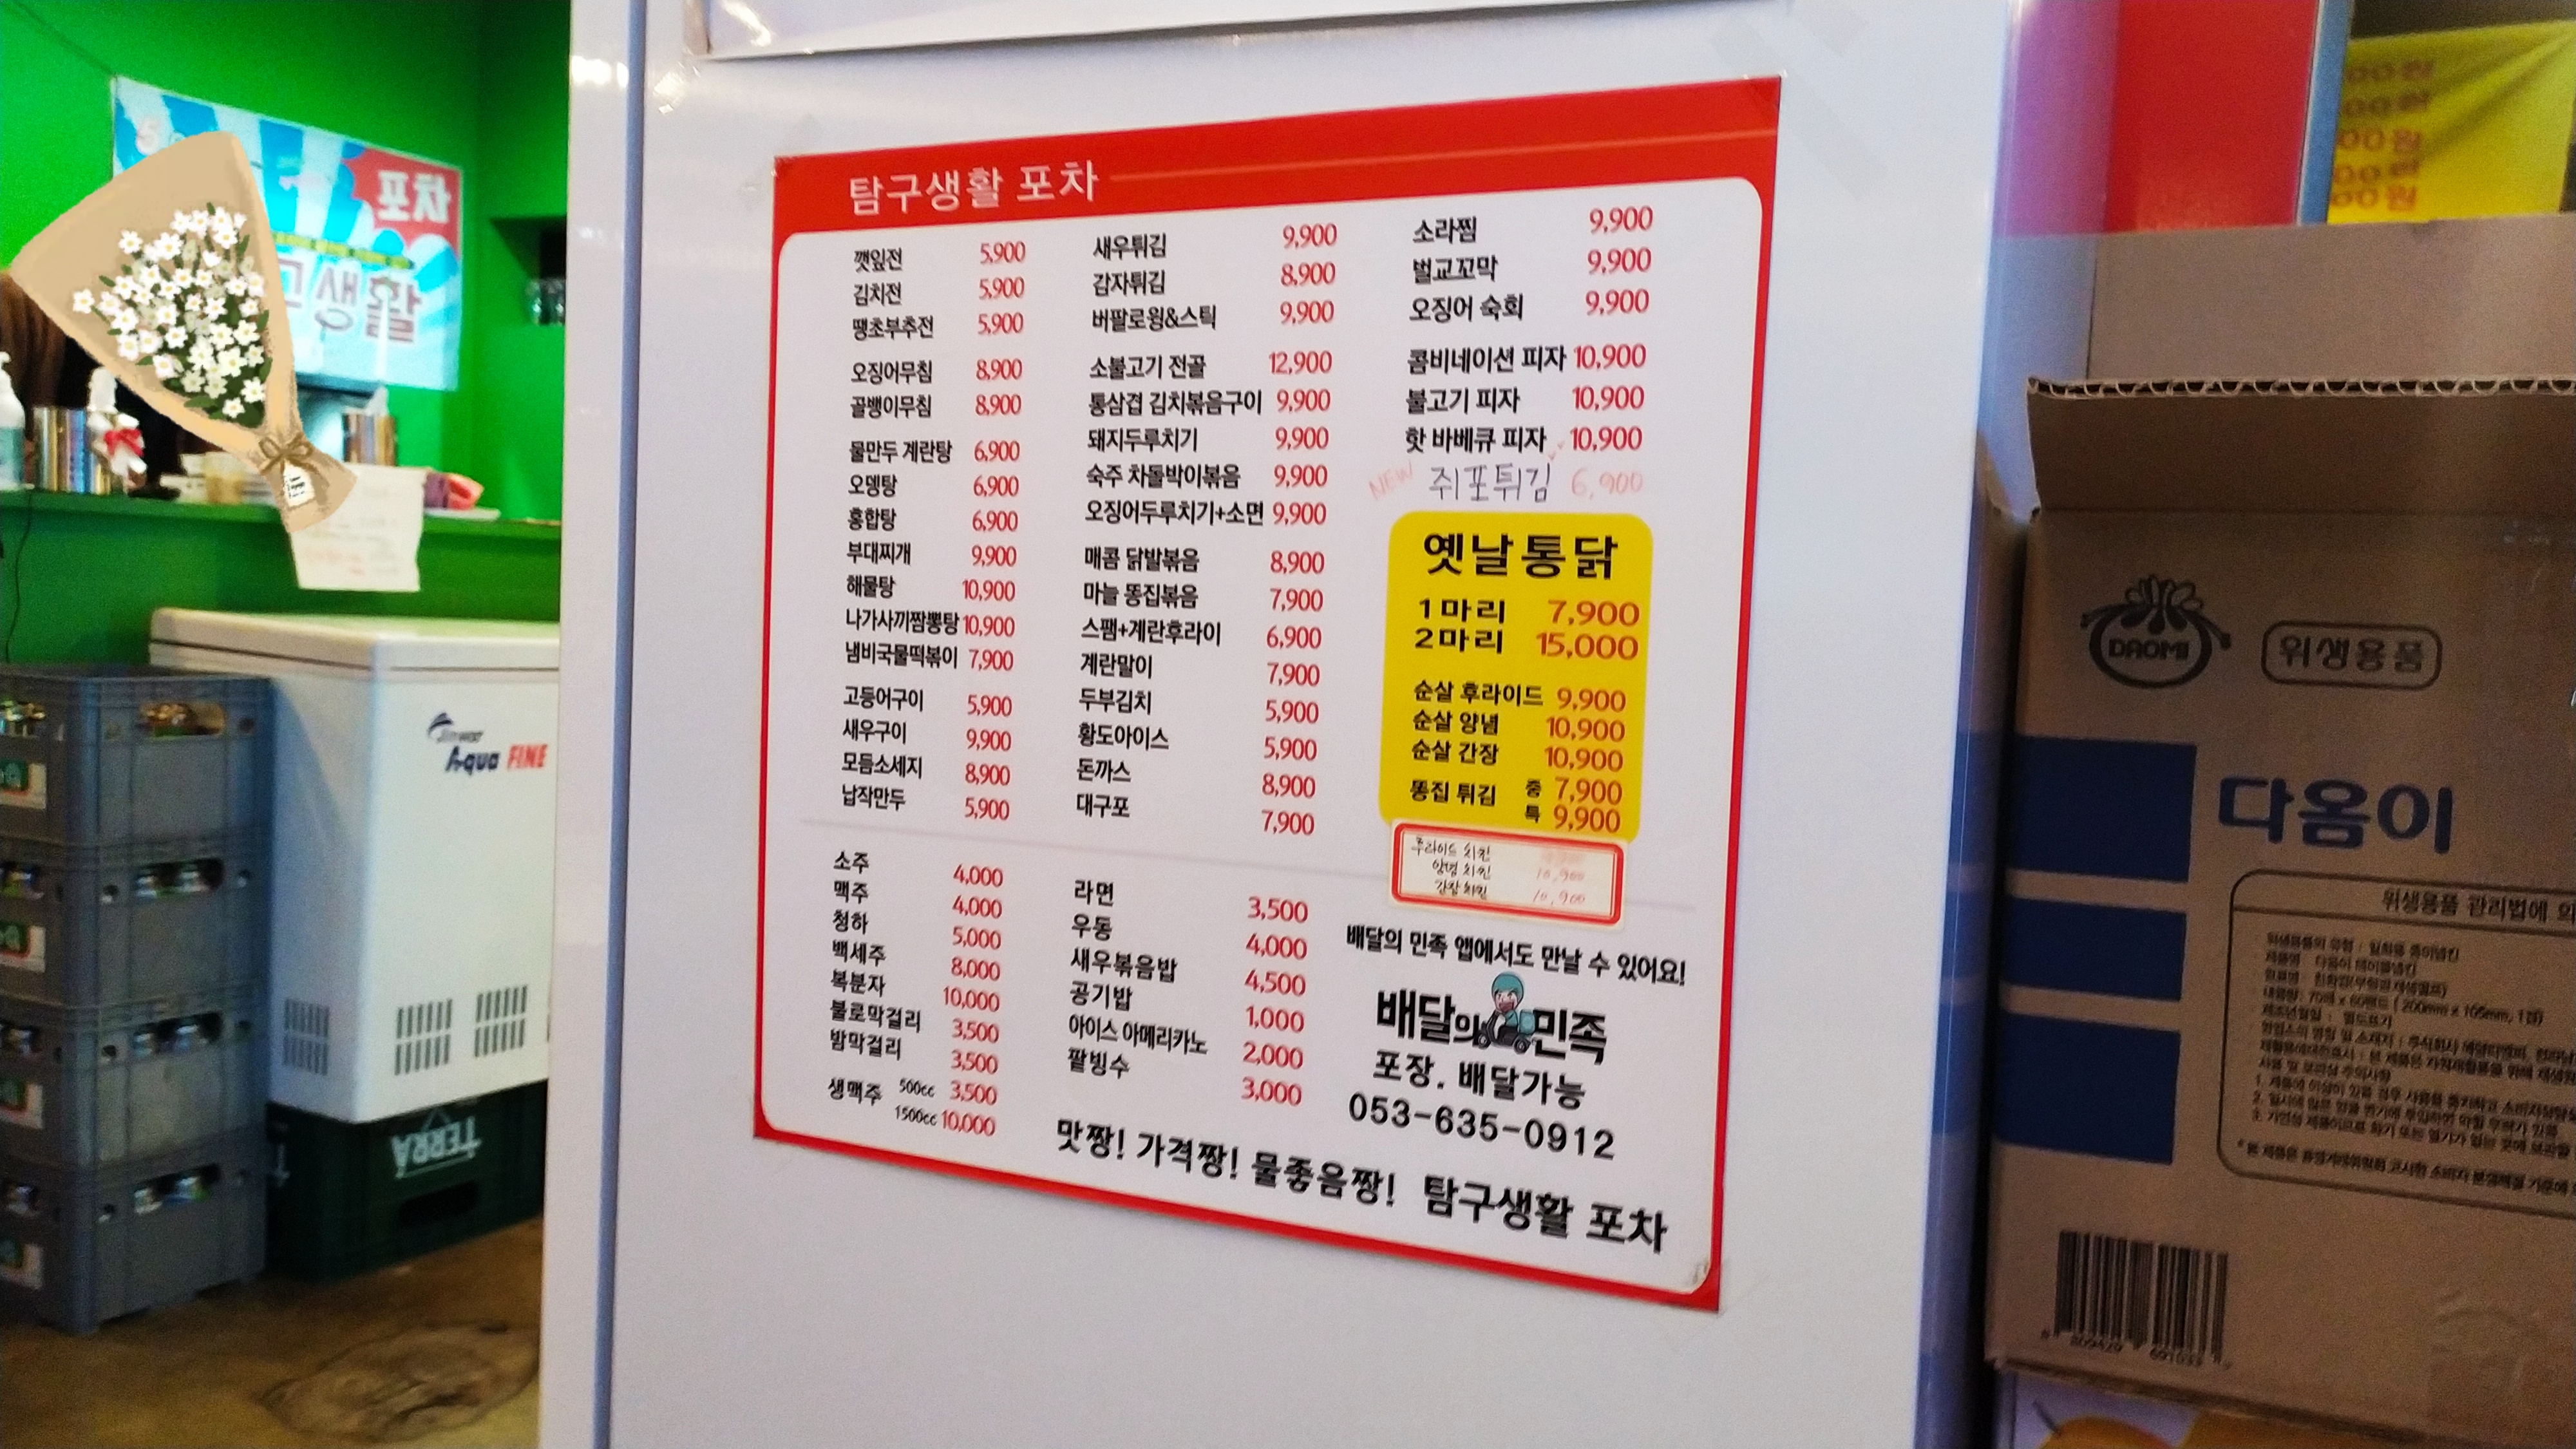 포차
탐구생활 포차
깻잎전 5,900
김치전 5,900
땡초부추전 5,900
오징어무침 8,900
골뱅이무침 8,900
물만두 계란탕 6,900
오뎅탕 6,900
홍합탕 6,900
부대찌개 9,900
해물탕 10,900
나가사끼짬뽕탕 10,900
냄비국물떡볶이 7,900
고등어구이 5,900
새우구이 9,900
모듬소세지 8,900
납작만두 5,900
소주 4,000
맥주 4,000
청하 5,000
백세주 8,000
복분자 10,000
불로막걸리 3,500
밤막걸리 3,500
생맥주 500cc 3,500
1500cc 10,000
새우튀김 9,900
감자튀김 8,900
버팔로윙&스틱 9,900
소불고기 전골 12,900
통삼겹 김치볶음구이 9,900
돼지두루치기 9,900
숙주 차돌박이볶음 9,900
오징어두루치기+소면 9,900
매콤 닭발볶음 8,900
마늘 똥집볶음 7,900
스팸+계란후라이 6,900
계란말이 7,900
두부김치 5,900
황도아이스 5,900
돈까스 8,900
대구포 7,900
라면 3,500
우동 4,000
새우볶음밥 4,500
공기밥 1,000
아이스 아메리카노 2,000
팥빙수 3,000
소라찜 9,900
벌교꼬막 9,900
오징어 숙회 9,900
콤비네이션 피자 10,900
불고기 피자 10,900
핫 바베큐 피자 10,900
NEW 쥐포튀김 6,900
옛날통닭
1마리 7,900
2마리 15,000
순살 후라이드 9,900
순살 양념 10,900
순살 간장 10,900
똥집 튀김 중 7,900
특 9,900
후라이드 치킨
양념 치킨 10,900
간장 치킨 10,900
배달의 민족 앱에서도 만날 수 있어요!
배달의민족
포장. 배달가능
053-635-0912
맛짱! 가격짱! 물좋음짱! 탐구생활 포차
Aqua FINE
TERRA
DAOMI
위생용품
다옴이
위생용품 관리법에 의